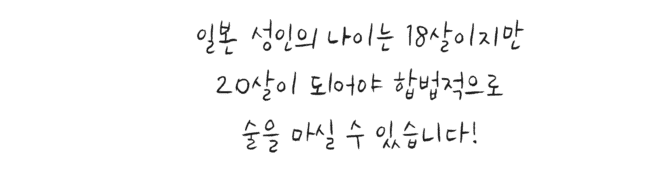 일본 성인의 나이는 18살이지만
20살이 되어야 합법적으로
술을 마실 수 있습니다!